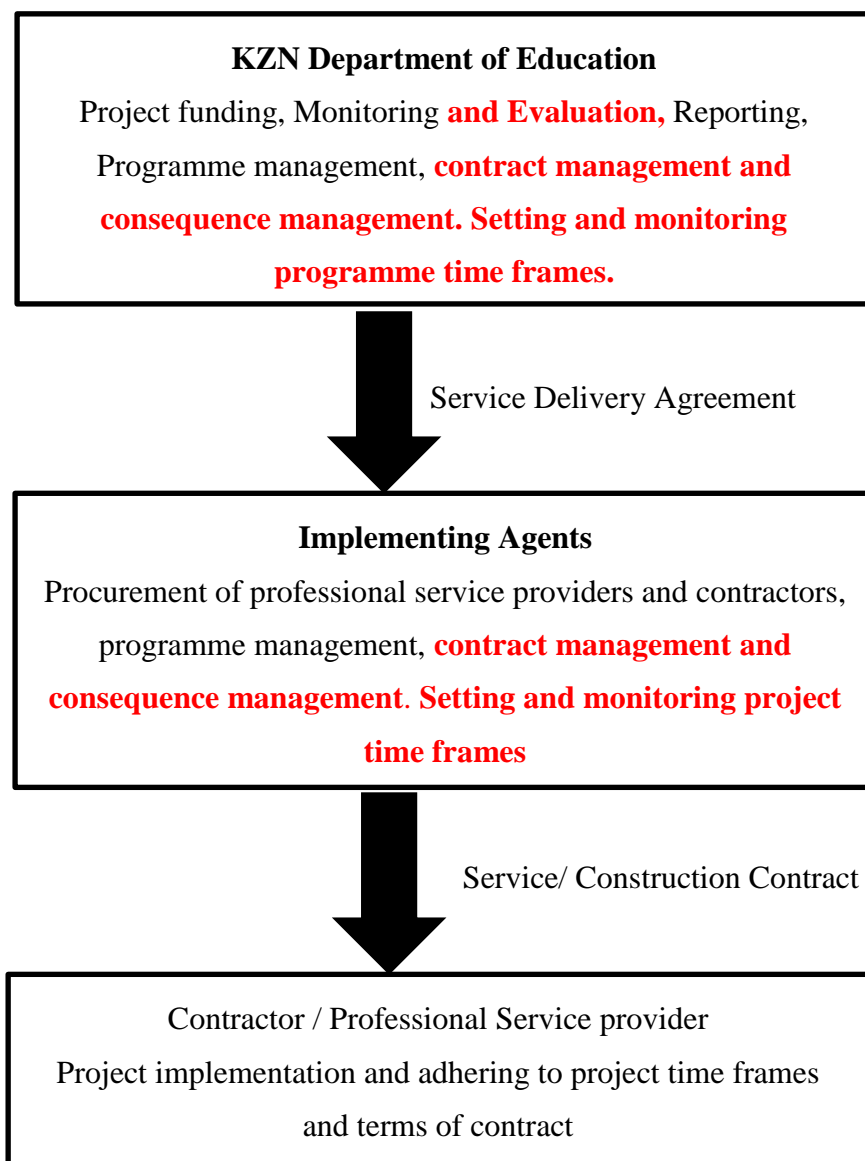 KZN Department of Education
Project funding, Monitoring and Evaluation, Reporting,
Programme management, contract management and
consequence management. Setting and monitoring
programme time frames.
Service Delivery Agreement
Implementing Agents
Procurement of professional service providers and contractors,
programme management, contract management and
consequence management. Setting and monitoring project
time frames
Service/ Construction Contract
Contractor / Professional Service provider
Project implementation and adhering to project time frames
and terms of contract